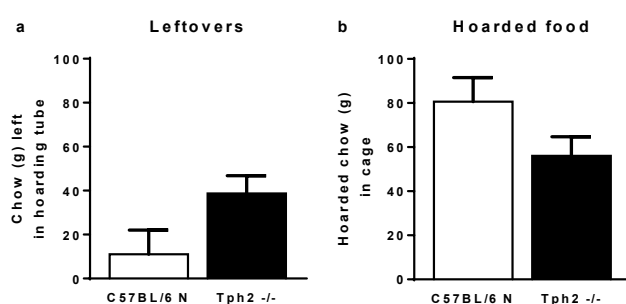 a
Leftovers
Chow (g) left
in hoarding tube
100
80
60
40
20
0
C57BL/6 N
Tph2 -/-
b
Hoarded food
Hoarded chow (g)
in cage
100
80
60
40
20
0
C57BL/6 N
Tph2 -/-